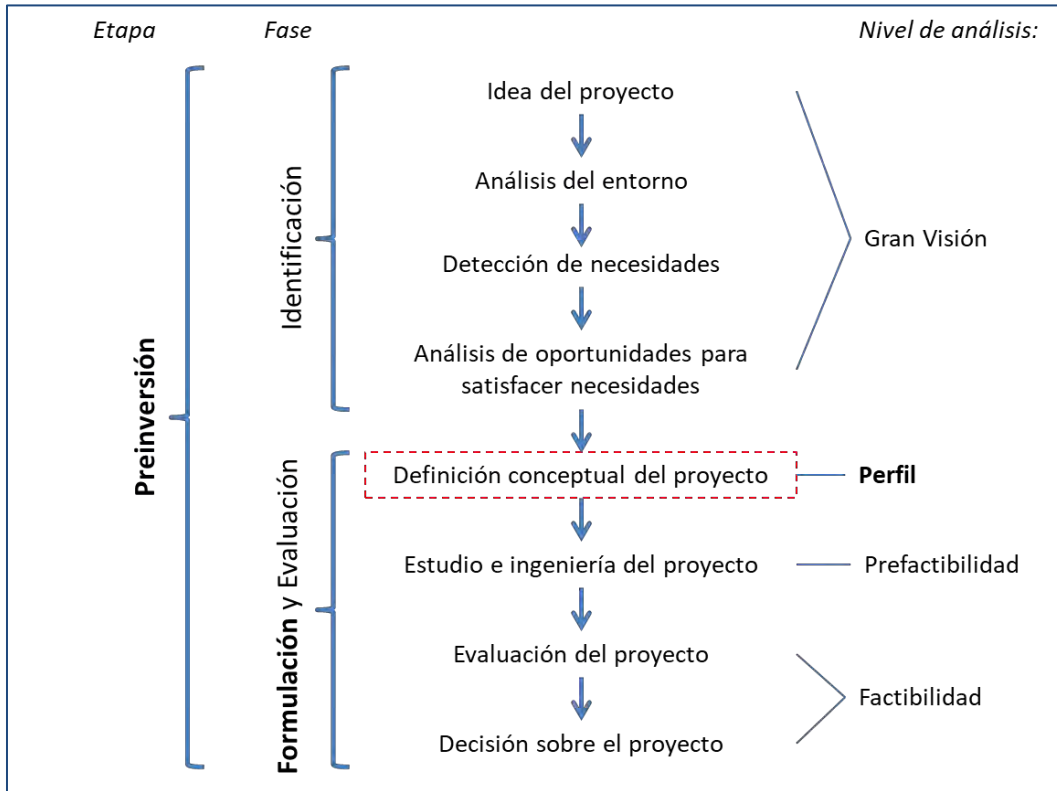 Etapa
Fase
Nivel de análisis:
Preinversión
Identificación
Idea del proyecto
Análisis del entorno
Detección de necesidades
Análisis de oportunidades para
satisfacer necesidades
Gran Visión
Formulación y Evaluación
Definición conceptual del proyecto
Perfil
Estudio e ingeniería del proyecto
Prefactibilidad
Evaluación del proyecto
Decisión sobre el proyecto
Factibilidad